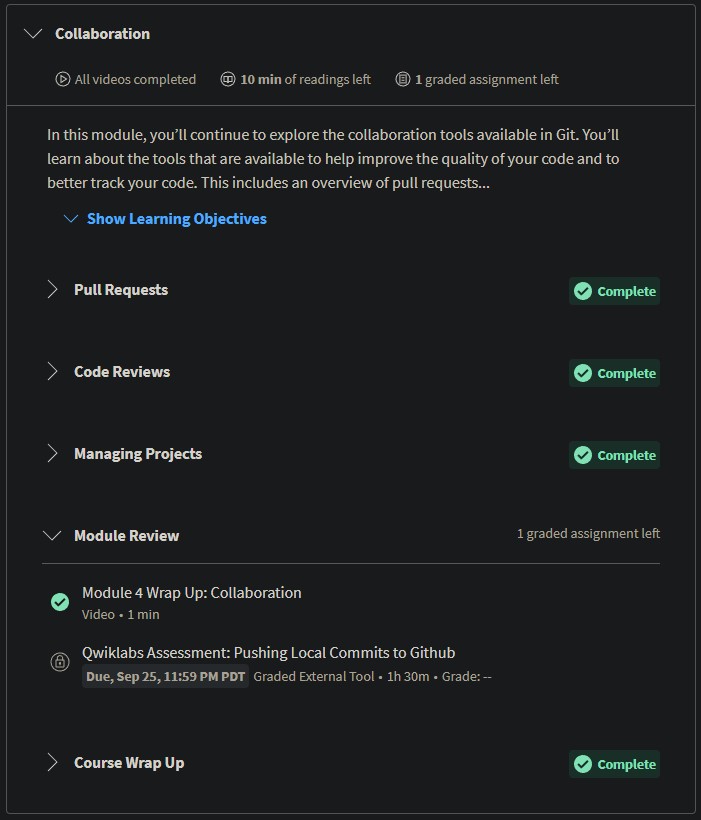 Collaboration
All videos completed 10 min of readings left 1 graded assignment left
In this module, you’ll continue to explore the collaboration tools available in Git. You’ll
learn about the tools that are available to help improve the quality of your code and to
better track your code. This includes an overview of pull requests...
Show Learning Objectives
Pull Requests Complete
Code Reviews Complete
Managing Projects Complete
Module Review 1 graded assignment left
Module 4 Wrap Up: Collaboration
Video • 1 min
Qwiklabs Assessment: Pushing Local Commits to Github
Due, Sep 25, 11:59 PM PDT Graded External Tool • 1h 30m • Grade: --
Course Wrap Up Complete